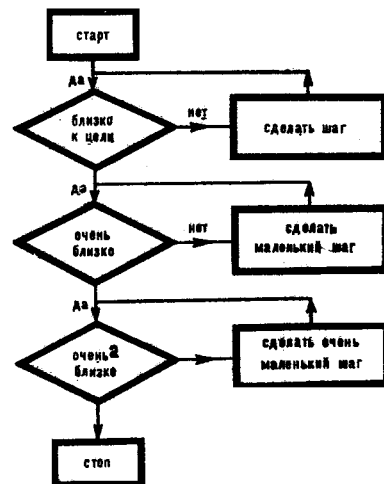 старт
да
близко
к цели
нет
сделать шаг
да
очень
близко
нет
сделать
маленький шаг
да
очень2
близко
сделать очень
маленький шаг
стоп